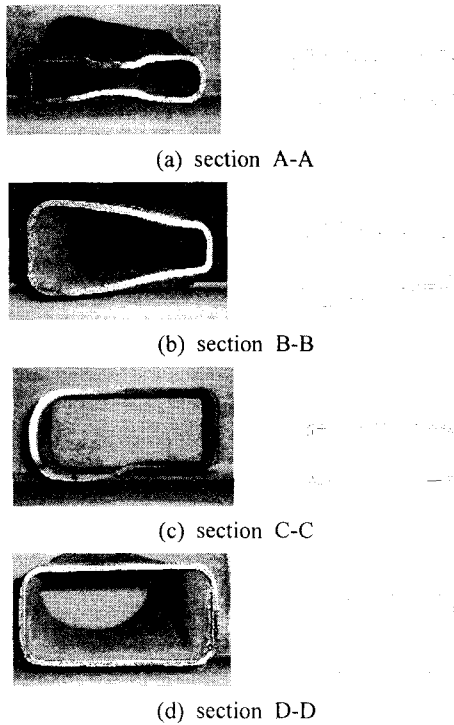 (a) section A-A
(b) section B-B
(c) section C-C
(d) section D-D